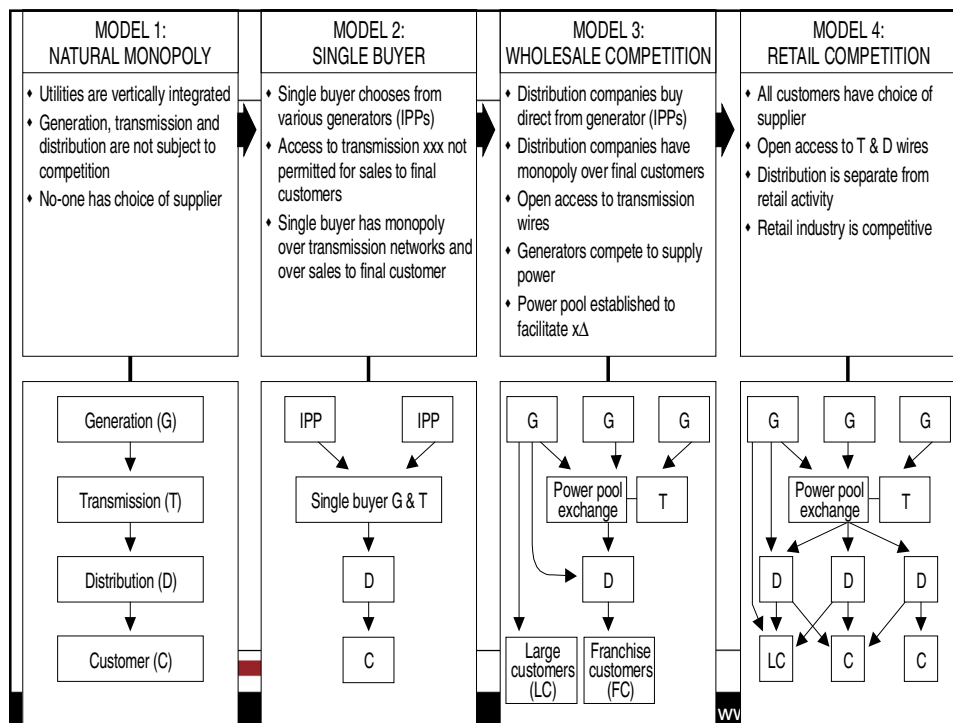 MODEL 1:
NATURAL MONOPOLY
♦ Utilities are vertically integrated
♦ Generation, transmission and
distribution are not subject to
competition
♦ No-one has choice of supplier
Generation (G)
Transmission (T)
Distribution (D)
Customer (C)
MODEL 2:
SINGLE BUYER
♦ Single buyer chooses from
various generators (IPPs)
♦ Access to transmission xxx not
permitted for sales to final
customers
♦ Single buyer has monopoly
over transmission networks and
over sales to final customer
IPP
IPP
Single buyer G & T
D
C
MODEL 3:
WHOLESALE COMPETITION
♦ Distribution companies buy
direct from generator (IPPs)
♦ Distribution companies have
monopoly over final customers
♦ Open access to transmission
wires
♦ Generators compete to supply
power
♦ Power pool established to
facilitate xΔ
G
G
G
Power pool
exchange
T
D
Large
customers
(LC)
Franchise
customers
(FC)
MODEL 4:
RETAIL COMPETITION
♦ All customers have choice of
supplier
♦ Open access to T & D wires
♦ Distribution is separate from
retail activity
♦ Retail industry is competitive
G
G
G
Power pool
exchange
T
D
D
D
LC
C
C